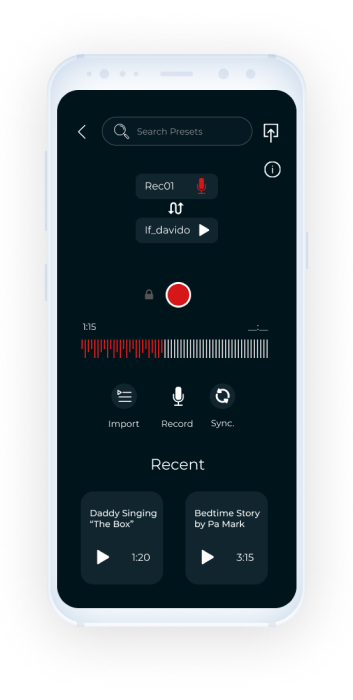 Search Presets
Rec01
If_davido
1:15
__:__
Import
Record
Sync.
Recent
Daddy Singing
“The Box”
1:20
Bedtime Story
by Pa Mark
3:15